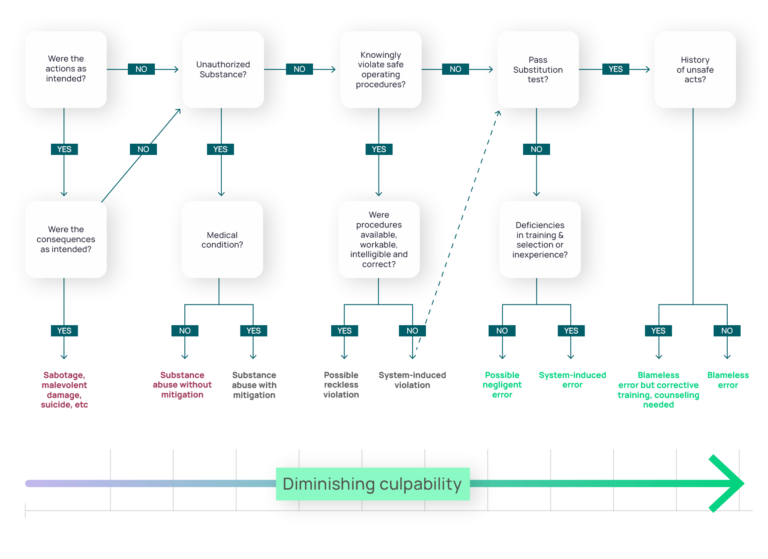 Were the
actions as
intended?
NO
Unauthorized
Substance?
NO
Knowingly
violate safe
operating
procedures?
NO
Pass
Substitution
test?
YES
History
of unsafe
acts?
YES
NO
YES
YES
NO
Were the
consequences
as intended?
Medical
condition?
Were
procedures
available,
workable,
intelligible and
correct?
Deficiencies
in training &
selection or
inexperience?
YES
NO
YES
YES
NO
NO
YES
YES
NO
Sabotage,
malevolent
damage,
suicide, etc
Substance
abuse without
mitigation
Substance
abuse with
mitigation
Possible
reckless
violation
System-induced
violation
Possible
negligent
error
System-induced
error
Blameless
error but corrective
training, counseling
needed
Blameless
error
Diminishing culpability